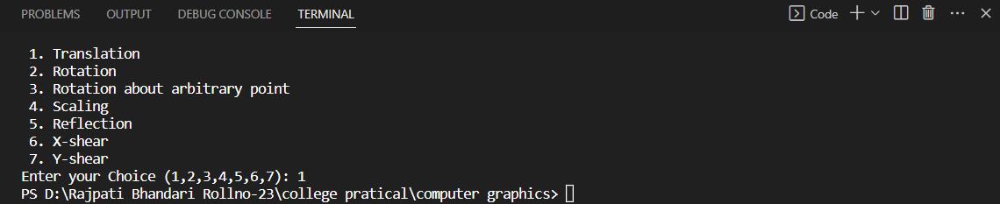 PROBLEMS OUTPUT DEBUG CONSOLE TERMINAL Code
1. Translation
2. Rotation
3. Rotation about arbitrary point
4. Scaling
5. Reflection
6. X-shear
7. Y-shear
Enter your Choice (1,2,3,4,5,6,7): 1
PS D:\Rajpati Bhandari Rollno-23\college pratical\computer graphics>